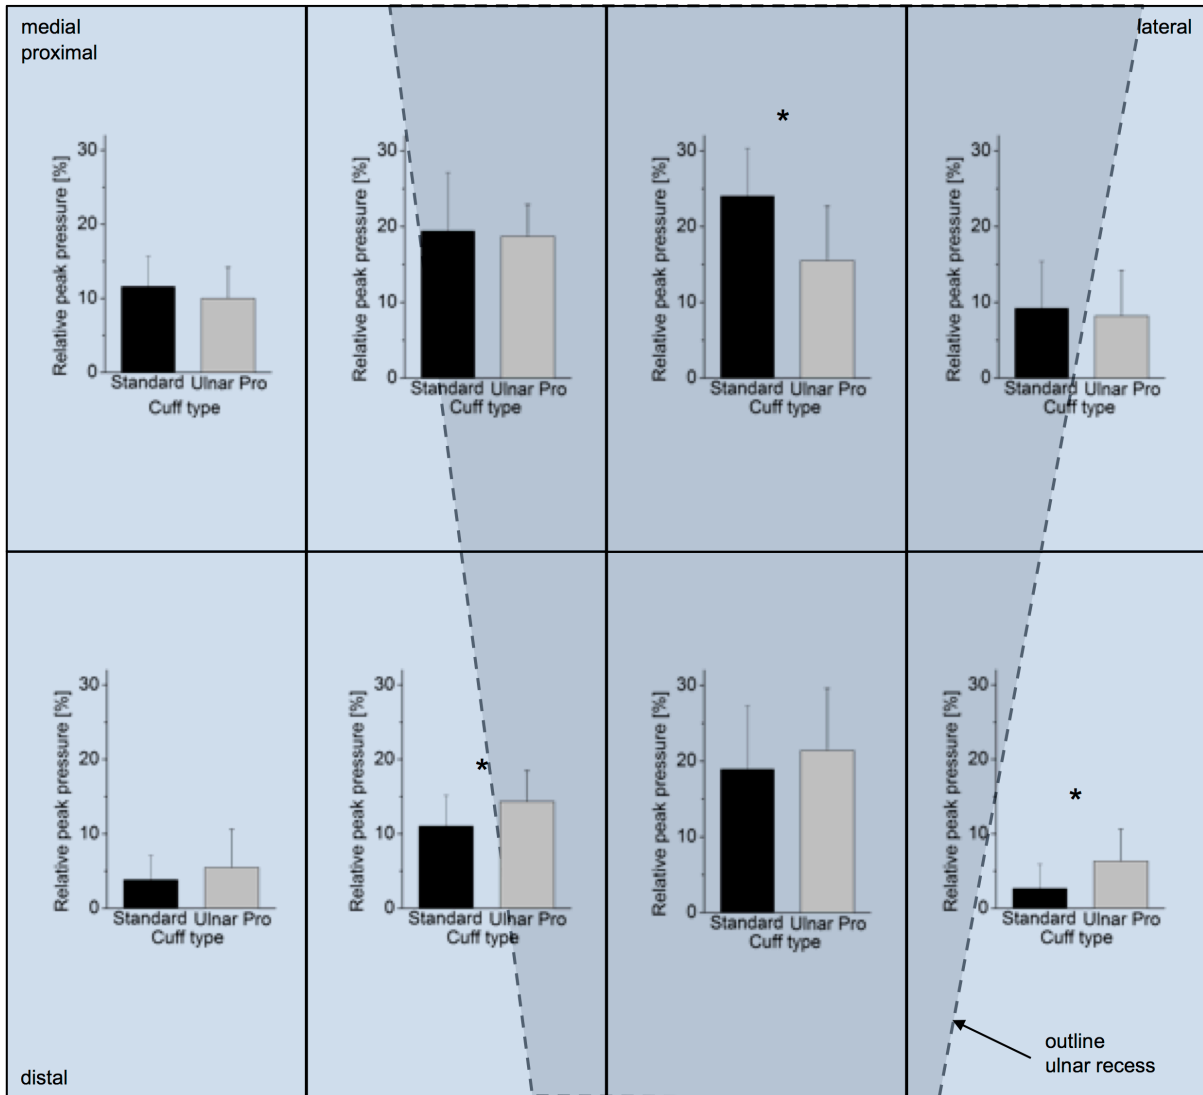 medial
proximal
lateral
Relative peak pressure [%]
30
20
10
0
Standard Ulnar Pro
Cuff type
Relative peak pressure [%]
30
20
10
0
Standard Ulnar Pro
Cuff type
*
Relative peak pressure [%]
30
20
10
0
Standard Ulnar Pro
Cuff type
Relative peak pressure [%]
30
20
10
0
Standard Ulnar Pro
Cuff type
Relative peak pressure [%]
30
20
10
0
Standard Ulnar Pro
Cuff type
*
Relative peak pressure [%]
30
20
10
0
Standard Ulnar Pro
Cuff type
Relative peak pressure [%]
30
20
10
0
Standard Ulnar Pro
Cuff type
*
Relative peak pressure [%]
30
20
10
0
Standard Ulnar Pro
Cuff type
outline
ulnar recess
distal